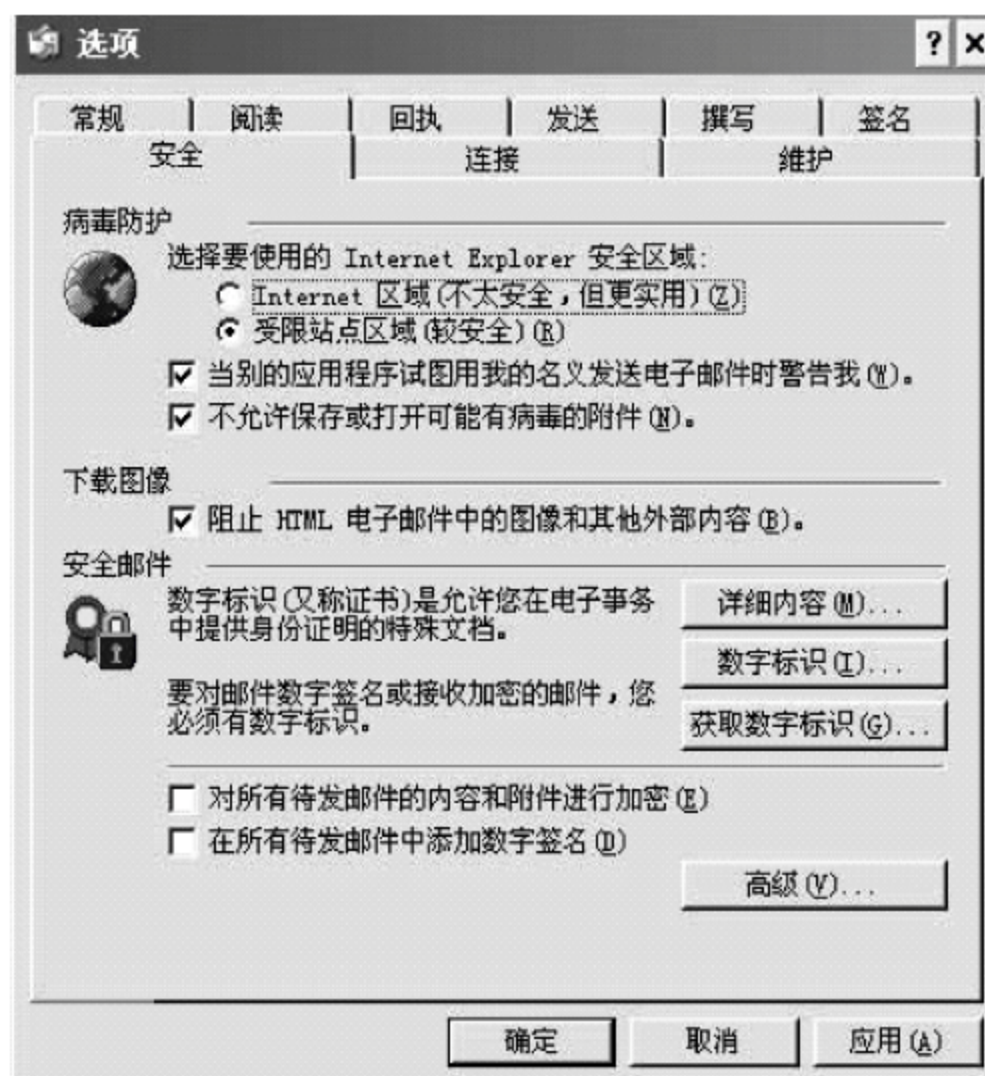 选项
常规 阅读 回执 发送 撰写 签名
安全 连接 维护
病毒防护
选择要使用的 Internet Explorer 安全区域:
Internet 区域(不太安全，但更实用)(Z)
受限站点区域(较安全)(R)
当别的应用程序试图用我的名义发送电子邮件时警告我(W)。
不允许保存或打开可能有病毒的附件(N)。
下载图像
阻止 HTML 电子邮件中的图像和其他外部内容(B)。
安全邮件
数字标识(又称证书)是允许您在电子事务
中提供身份证明的特殊文档。
详细内容(M)...
数字标识(I)...
要对邮件数字签名或接收加密的邮件，您
必须有数字标识。
获取数字标识(G)...
对所有待发邮件的内容和附件进行加密(E)
在所有待发邮件中添加数字签名(D)
高级(V)...
确定 取消 应用(A)